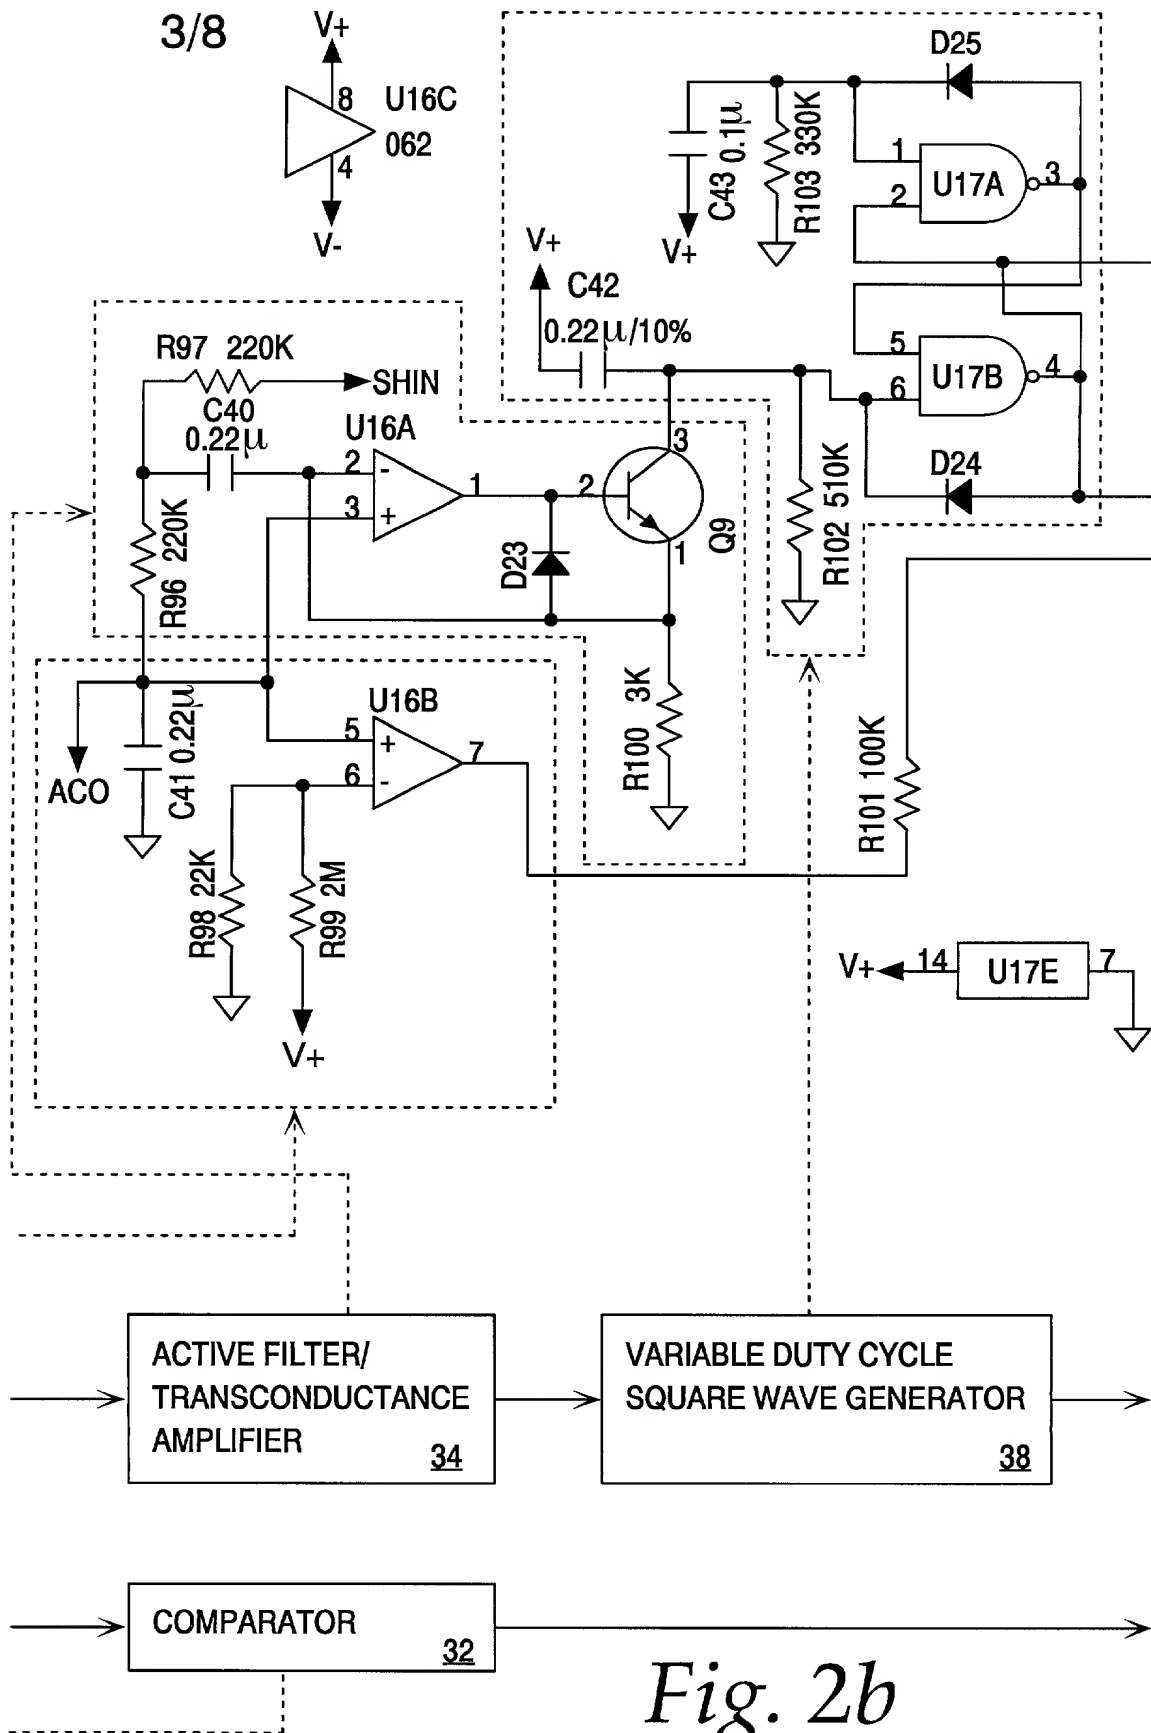 3/8
V+
8
U16C
062
4
V-
D25
C43 0.1µ
R103 330K
V+
1
2
U17A
3
V+
C42
0.22µ/10%
5
6
U17B
4
D24
R97 220K
SHIN
C40
0.22µ
U16A
2
-
3
+
1
2
3
1
Q9
D23
R96 220K
R102 510K
R100 3K
ACO
C41 0.22µ
U16B
5
+
6
-
7
R98 22K
R99 2M
V+
R101 100K
V+
14
U17E
7
ACTIVE FILTER/
TRANSCONDUCTANCE
AMPLIFIER
34
VARIABLE DUTY CYCLE
SQUARE WAVE GENERATOR
38
COMPARATOR
32
Fig. 2b